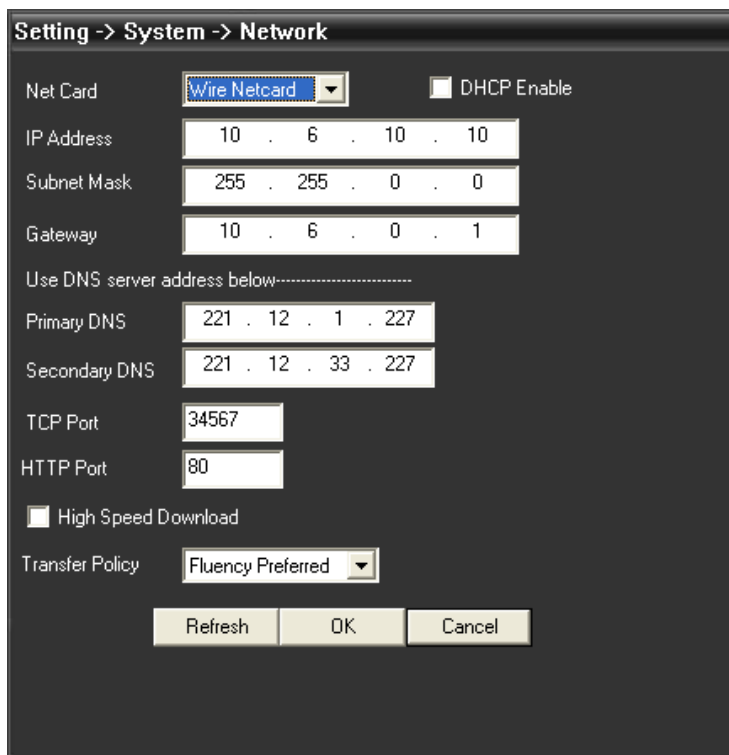 Setting -> System -> Network
Net Card Wire Netcard DHCP Enable
IP Address 10 . 6 . 10 . 10
Subnet Mask 255 . 255 . 0 . 0
Gateway 10 . 6 . 0 . 1
Use DNS server address below--------------------------
Primary DNS 221 . 12 . 1 . 227
Secondary DNS 221 . 12 . 33 . 227
TCP Port 34567
HTTP Port 80
High Speed Download
Transfer Policy Fluency Preferred
Refresh OK Cancel